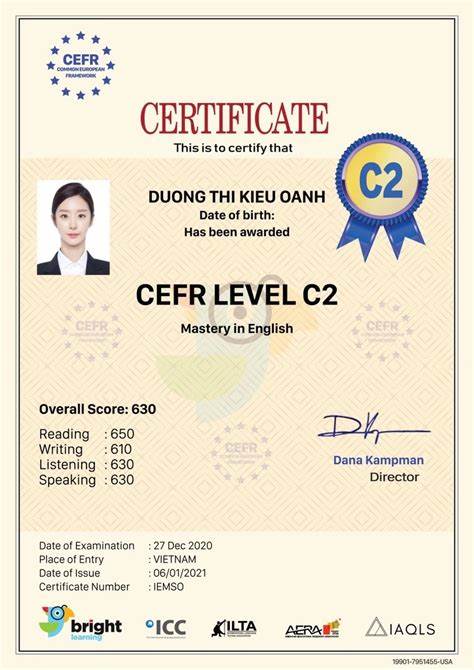 CEFR
COMMON EUROPEAN
FRAMEWORK
CERTIFICATE
This is to certify that
C2
DUONG THI KIEU OANH
Date of birth:
Has been awarded
CEFR LEVEL C2
Mastery in English
CEFR
CEFR
Overall Score: 630
Reading : 650
Writing : 610
Listening : 630
Speaking : 630
CEFR
Dana Kampman
Director
Date of Examination : 27 Dec 2020
Place of Entry : VIETNAM
Date of Issue : 06/01/2021
Certificate Number : IEMSO
bright
learning
ICC
ILTA
AERA
IAQLS
19901-7951455-USA